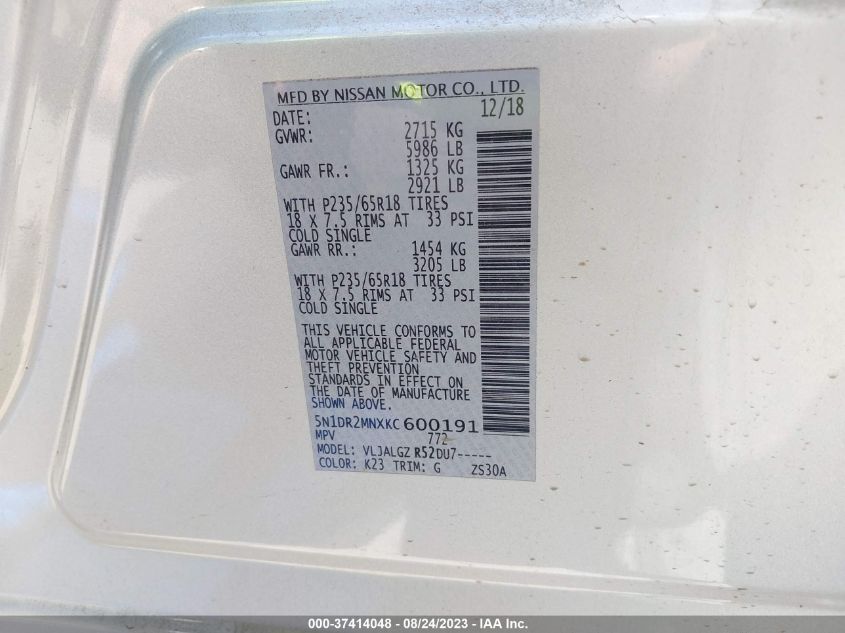 MFD BY NISSAN MOTOR CO., LTD.
DATE: 12/18
GVWR: 2715 KG
5986 LB
GAWR FR.: 1325 KG
2921 LB
WITH P235/65R18 TIRES
18 X 7.5 RIMS AT 33 PSI
COLD SINGLE
GAWR RR.: 1454 KG
3205 LB
WITH P235/65R18 TIRES
18 X 7.5 RIMS AT 33 PSI
COLD SINGLE
THIS VEHICLE CONFORMS TO
ALL APPLICABLE FEDERAL
MOTOR VEHICLE SAFETY AND
THEFT PREVENTION
STANDARDS IN EFFECT ON
THE DATE OF MANUFACTURE
SHOWN ABOVE.
5N1DR2MNXKC600191
MPV 772
MODEL: VLJALGZ R52DU7-----
COLOR: K23 TRIM: G ZS30A
000-37414048 - 08/24/2023 - IAA Inc.